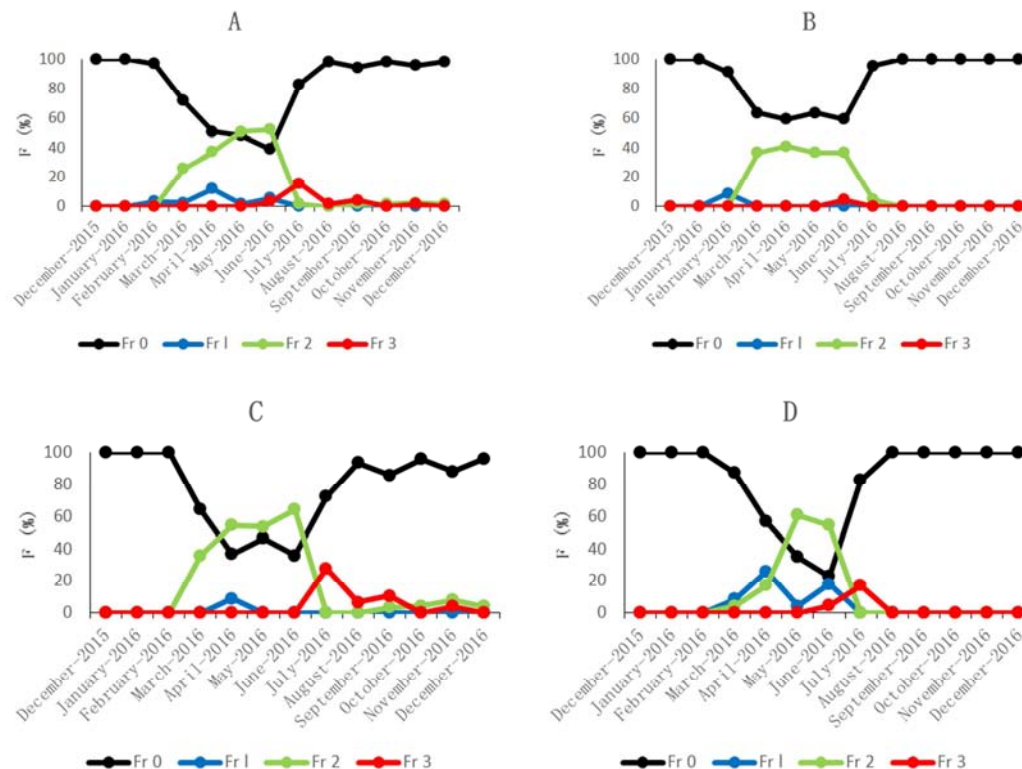 A
F (%)
100
80
60
40
20
0
December-2015
January-2016
February-2016
March-2016
April-2016
May-2016
June-2016
July-2016
August-2016
September-2016
October-2016
November-2016
December-2016
Fr 0 Fr l Fr 2 Fr 3
B
F (%)
100
80
60
40
20
0
December-2015
January-2016
February-2016
March-2016
April-2016
May-2016
June-2016
July-2016
August-2016
September-2016
October-2016
November-2016
December-2016
Fr 0 Fr l Fr 2 Fr 3
C
F (%)
100
80
60
40
20
0
December-2015
January-2016
February-2016
March-2016
April-2016
May-2016
June-2016
July-2016
August-2016
September-2016
October-2016
November-2016
December-2016
Fr 0 Fr l Fr 2 Fr 3
D
F (%)
100
80
60
40
20
0
December-2015
January-2016
February-2016
March-2016
April-2016
May-2016
June-2016
July-2016
August-2016
September-2016
October-2016
November-2016
December-2016
Fr 0 Fr l Fr 2 Fr 3